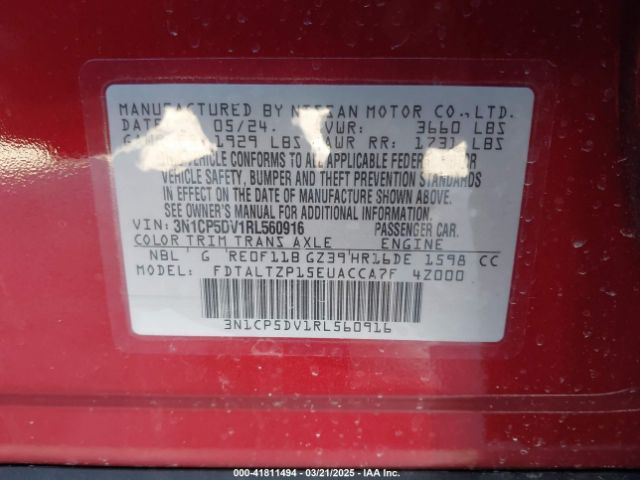 MANUFACTURED BY NISSAN MOTOR CO., LTD.
DATE 05/24. GVWR: 3660 LBS
1929 LBS GAWR RR: 1731 LBS
THIS VEHICLE CONFORMS TO ALL APPLICABLE FEDERAL MOTOR
VEHICLE SAFETY, BUMPER AND THEFT PREVENTION STANDARDS
IN EFFECT ON THE DATE OF MANUFACTURE SHOWN ABOVE.
SEE OWNER'S MANUAL FOR ADDITIONAL INFORMATION.
VIN: 3N1CP5DV1RL560916 PASSENGER CAR.
COLOR TRIM TRANS AXLE ENGINE
NBL G RE0F11B GZ39 HR16DE 1598 CC
MODEL: FDTALTZP15EUACCA7F 4Z000
3N1CP5DV1RL560916
000-41811494 - 03/21/2025 - IAA Inc.